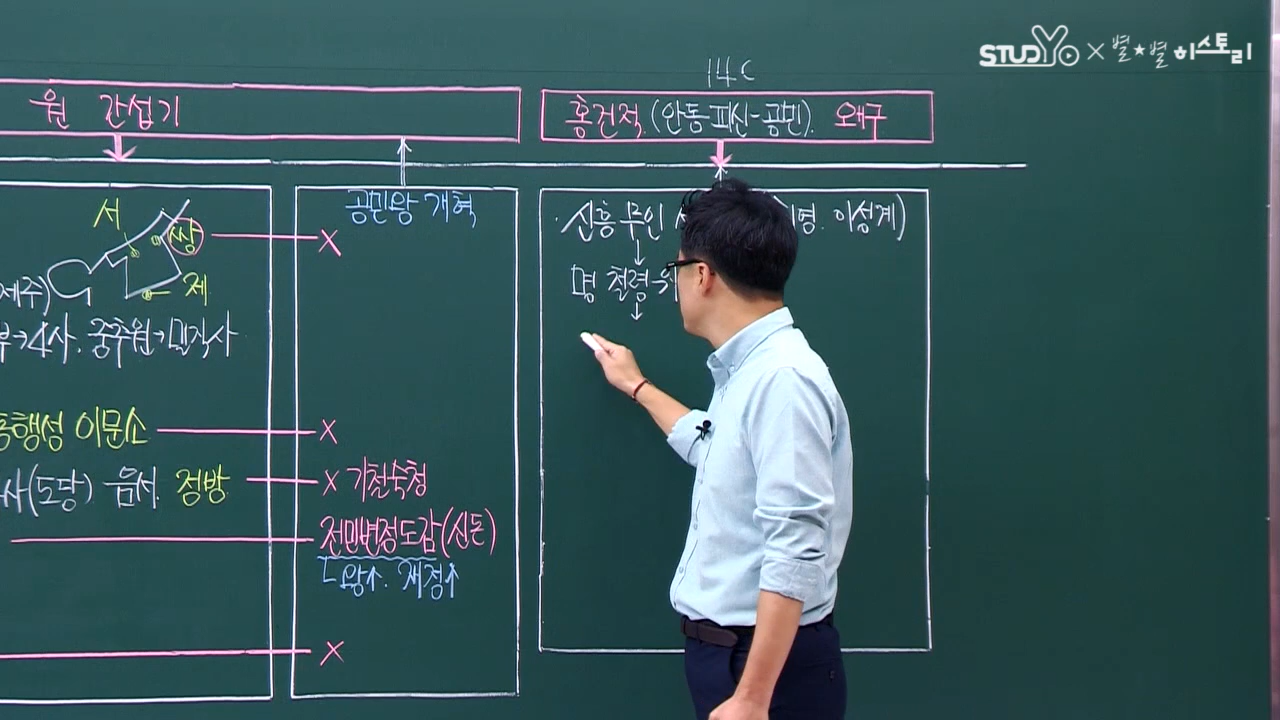 STUDYo × 별★별 히스토리
14C
원 간섭기
홍건적 (안동 피신-공민). 왜구
공민왕 개혁
· 신흥 무인 이성계)
서
쌍 ×
제
제주)
명 철령위
→4사. 중추원→밀직사
동행성 이문소 ×
사(도당) 음서. 정방 × 기철숙청
전민변정도감(신돈)
왕↑. 재정↑
×